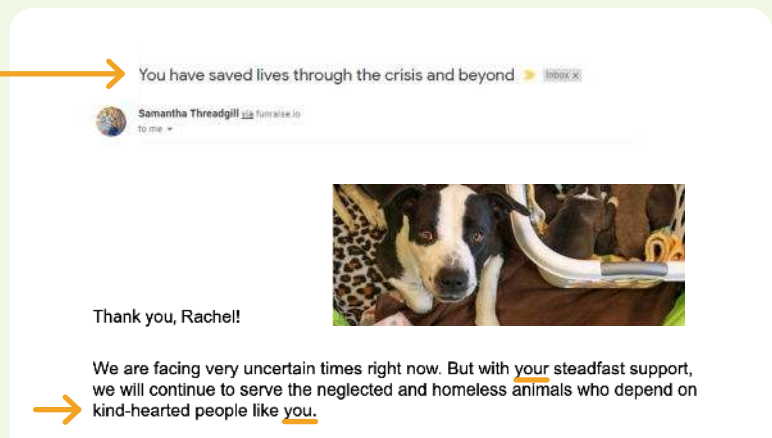 You have saved lives through the crisis and beyond Inbox x
Samantha Threadgill via funraise.io
to me
Thank you, Rachel!
We are facing very uncertain times right now. But with your steadfast support,
we will continue to serve the neglected and homeless animals who depend on
kind-hearted people like you.